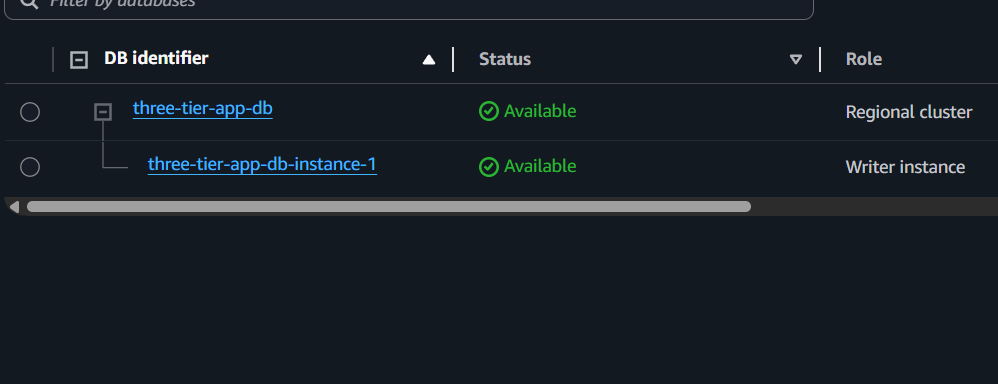 Filter by databases
DB identifier Status Role
three-tier-app-db Available Regional cluster
three-tier-app-db-instance-1 Available Writer instance